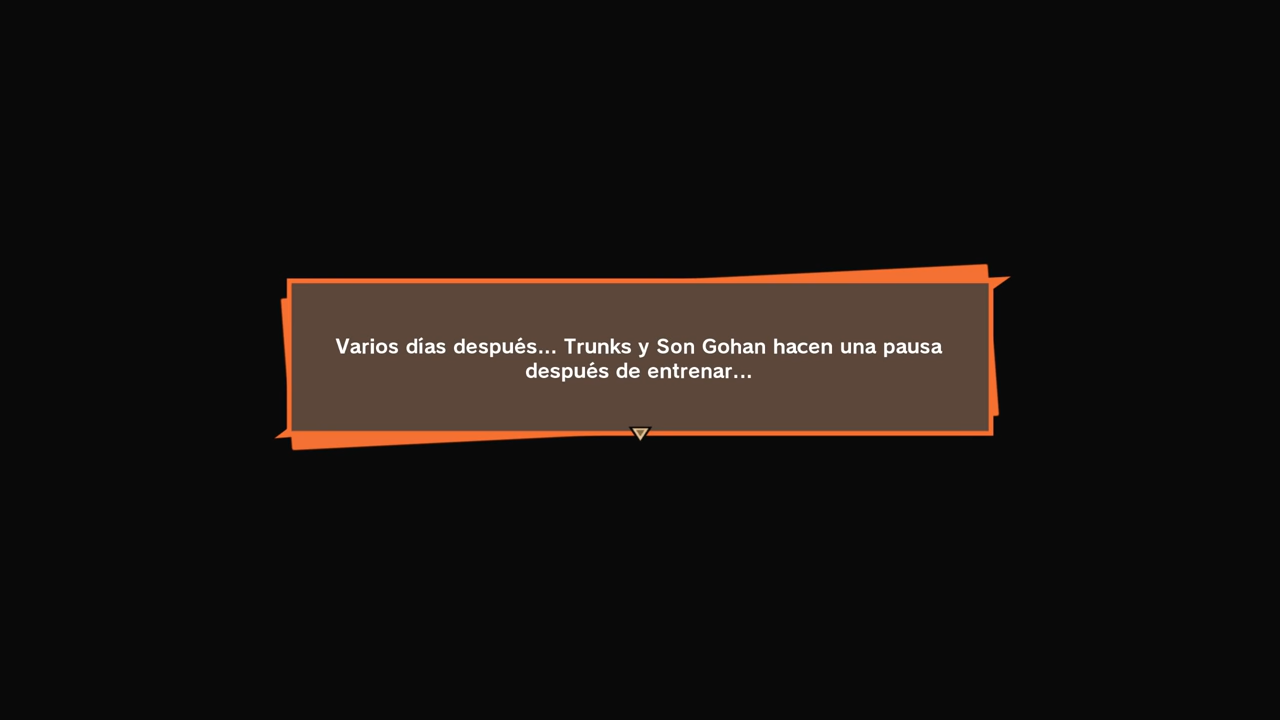 Varios días después... Trunks y Son Gohan hacen una pausa
después de entrenar...